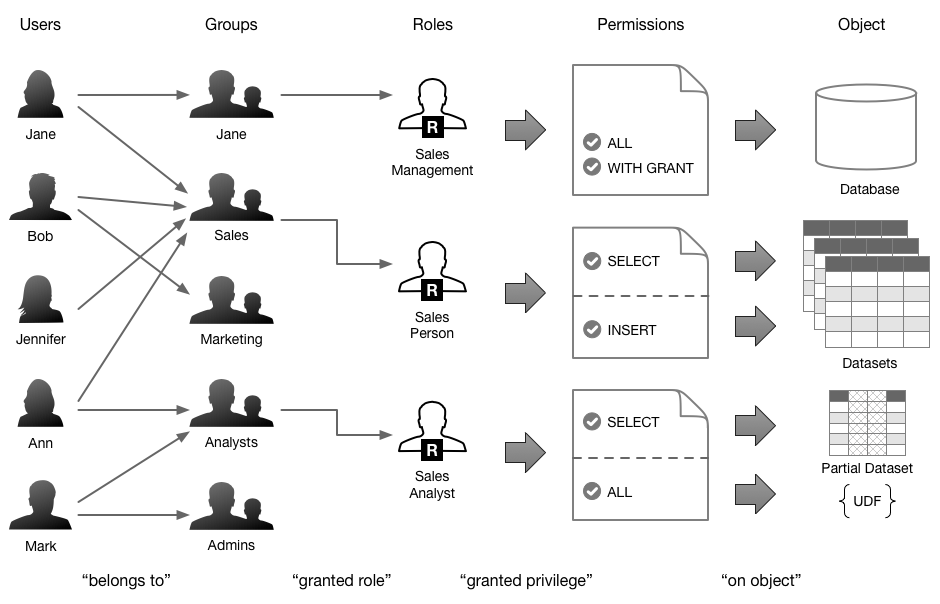 Users
Groups
Roles
Permissions
Object
Jane
Jane
R
Sales
Management
ALL
WITH GRANT
Database
Bob
Sales
R
Sales
Person
SELECT
INSERT
Datasets
Jennifer
Marketing
Ann
Analysts
R
Sales
Analyst
SELECT
ALL
Partial Dataset
{ UDF }
Mark
Admins
“belongs to”
“granted role”
“granted privilege”
“on object”